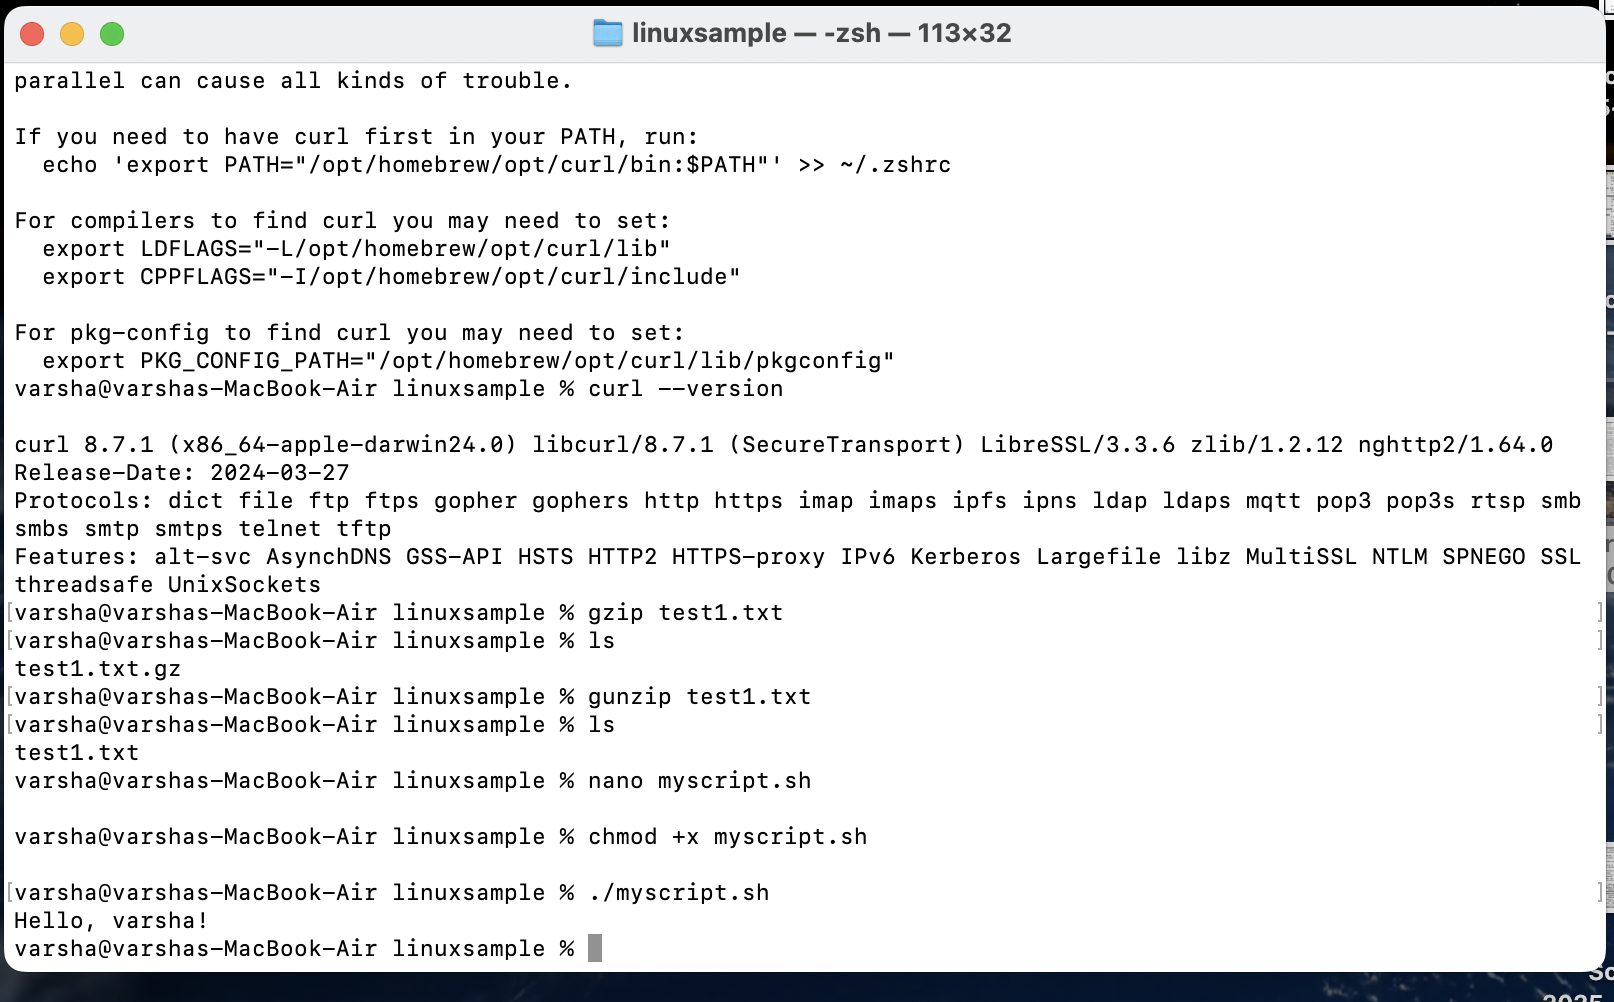 linuxsample — -zsh — 113×32
parallel can cause all kinds of trouble.
If you need to have curl first in your PATH, run:
echo 'export PATH="/opt/homebrew/opt/curl/bin:$PATH"' >> ~/.zshrc
For compilers to find curl you may need to set:
export LDFLAGS="-L/opt/homebrew/opt/curl/lib"
export CPPFLAGS="-I/opt/homebrew/opt/curl/include"
For pkg-config to find curl you may need to set:
export PKG_CONFIG_PATH="/opt/homebrew/opt/curl/lib/pkgconfig"
varsha@varshas-MacBook-Air linuxsample % curl --version
curl 8.7.1 (x86_64-apple-darwin24.0) libcurl/8.7.1 (SecureTransport) LibreSSL/3.3.6 zlib/1.2.12 nghttp2/1.64.0
Release-Date: 2024-03-27
Protocols: dict file ftp ftps gopher gophers http https imap imaps ipfs ipns ldap ldaps mqtt pop3 pop3s rtsp smb
smbs smtp smtps telnet tftp
Features: alt-svc AsynchDNS GSS-API HSTS HTTP2 HTTPS-proxy IPv6 Kerberos Largefile libz MultiSSL NTLM SPNEGO SSL
threadsafe UnixSockets
[varsha@varshas-MacBook-Air linuxsample % gzip test1.txt ]
[varsha@varshas-MacBook-Air linuxsample % ls ]
test1.txt.gz
[varsha@varshas-MacBook-Air linuxsample % gunzip test1.txt ]
[varsha@varshas-MacBook-Air linuxsample % ls ]
test1.txt
varsha@varshas-MacBook-Air linuxsample % nano myscript.sh
varsha@varshas-MacBook-Air linuxsample % chmod +x myscript.sh
[varsha@varshas-MacBook-Air linuxsample % ./myscript.sh ]
Hello, varsha!
varsha@varshas-MacBook-Air linuxsample %